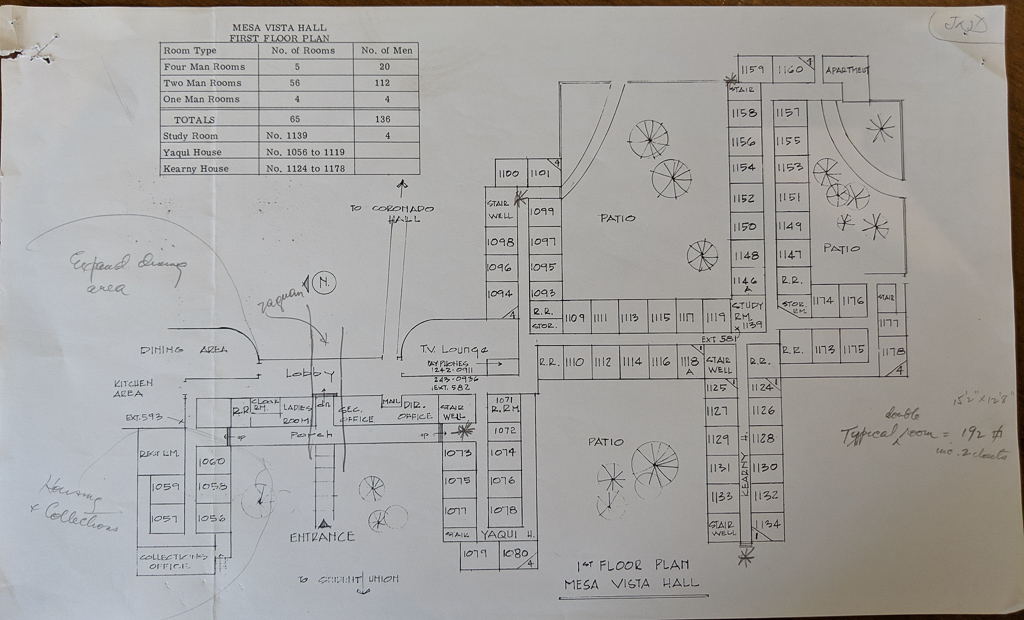 JKD
MESA VISTA HALL
FIRST FLOOR PLAN
Room Type No. of Rooms No. of Men
Four Man Rooms 5 20
Two Man Rooms 56 112
One Man Rooms 4 4
TOTALS 65 136
Study Room No. 1139 4
Yaqui House No. 1056 to 1119
Kearny House No. 1124 to 1178
1159 1160 4 APARTMENT
STAIR
1158 1157
1156 1155
1154 1153
1152 1151
1150 1149
1148 1147
1146 A R.R.
STOR. RM.
1174 1176 STAIR
1177
1178 4
PATIO
PATIO
1100 1101 4
STAIR WELL 1099
1098 1097
1096 1095
1094 1093
4 R.R.
STOR.
1109 1111 1113 1115 1117 1119 STUDY RM. 1139
EXT 581
TO CORONADO
HALL
N.
Expand dining
area
zaguan
DINING AREA
Lobby
T.V. LOUNGE
PAY PHONES
1242-0911
243-0936
EXT. 582
R.R. 1110 1112 1114 1116 1118 A STAIR WELL R.R. R.R. 1173 1175
KITCHEN
AREA
EXT. 593
R.R. CLOAK RM. LADIES ROOM dn SEC. OFFICE MAIL DIR. OFFICE STAIR WELL 1071 R.RM
up Porch up
1072
1073 1074
1075 1076
1077 1078
STAIR YAQUI H.
1079 1080 4
REC. RM. 1060
1059 1058
1057 1056
COLLECTIONS
OFFICE
Housing
& Collections
ENTRANCE
TO STUDENT UNION
PATIO
1125 1124
1127 1126
1129 1128
1131 1130
1133 1132
STAIR WELL 1134
KEARNY H.
15'2" x 12'8"
double
Typical room = 192 ⌗
inc. 2 closets
1ST FLOOR PLAN
MESA VISTA HALL